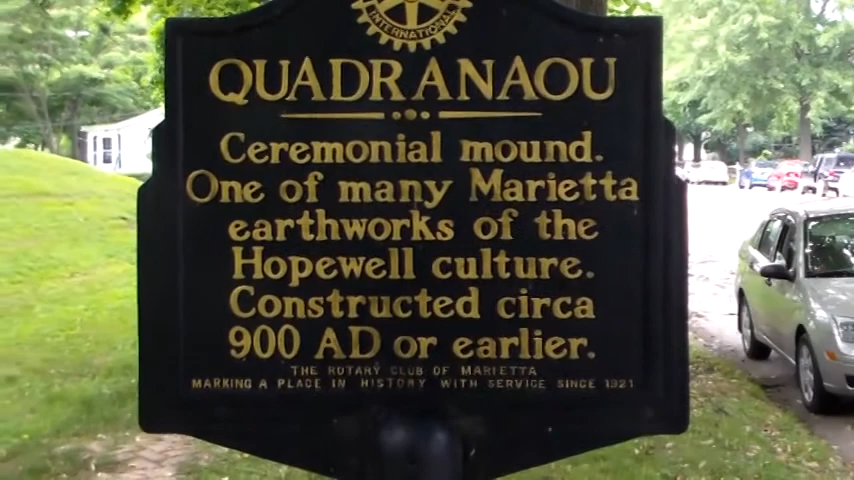 INTERNATIONAL
QUADRANAOU
Ceremonial mound.
One of many Marietta
earthworks of the
Hopewell culture.
Constructed circa
900 AD or earlier.
THE ROTARY CLUB OF MARIETTA
MARKING A PLACE IN HISTORY WITH SERVICE SINCE 1921